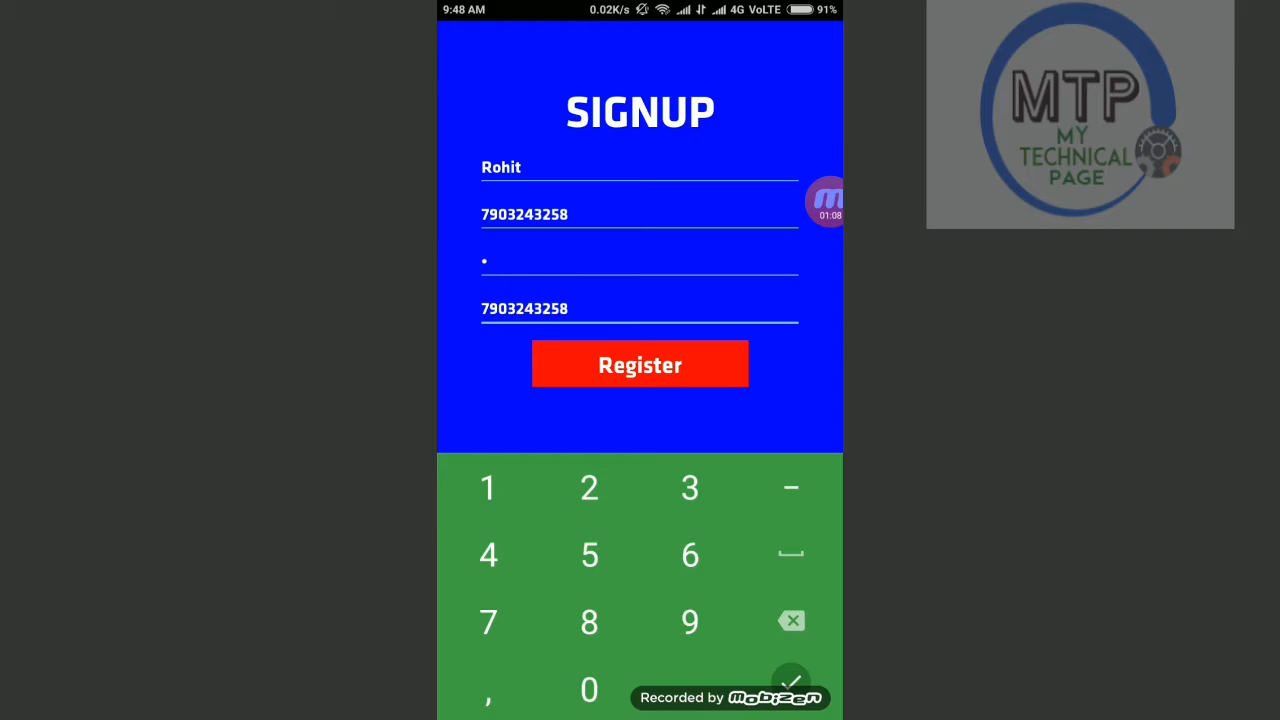 9:48 AM 0.02K/s 4G VoLTE 91%
SIGNUP
Rohit
7903243258
•
7903243258
Register
m
01:08
MTP
MY
TECHNICAL
PAGE
1 2 3 -
4 5 6
7 8 9
, 0
Recorded by mobizen